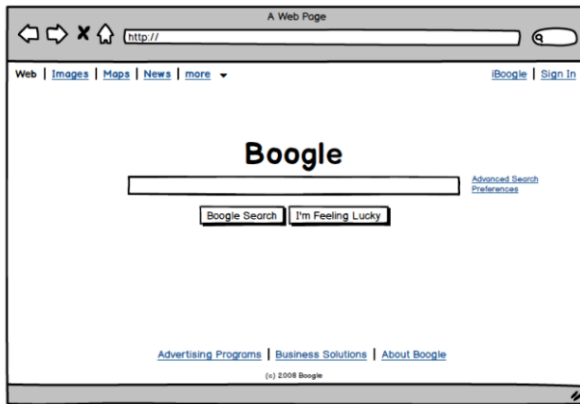 A Web Page
http://
Web | Images | Maps | News | more
iBoogle | Sign In
Boogle
Advanced Search
Preferences
Boogle Search
I'm Feeling Lucky
Advertising Programs | Business Solutions | About Boogle
(c) 2008 Boogle